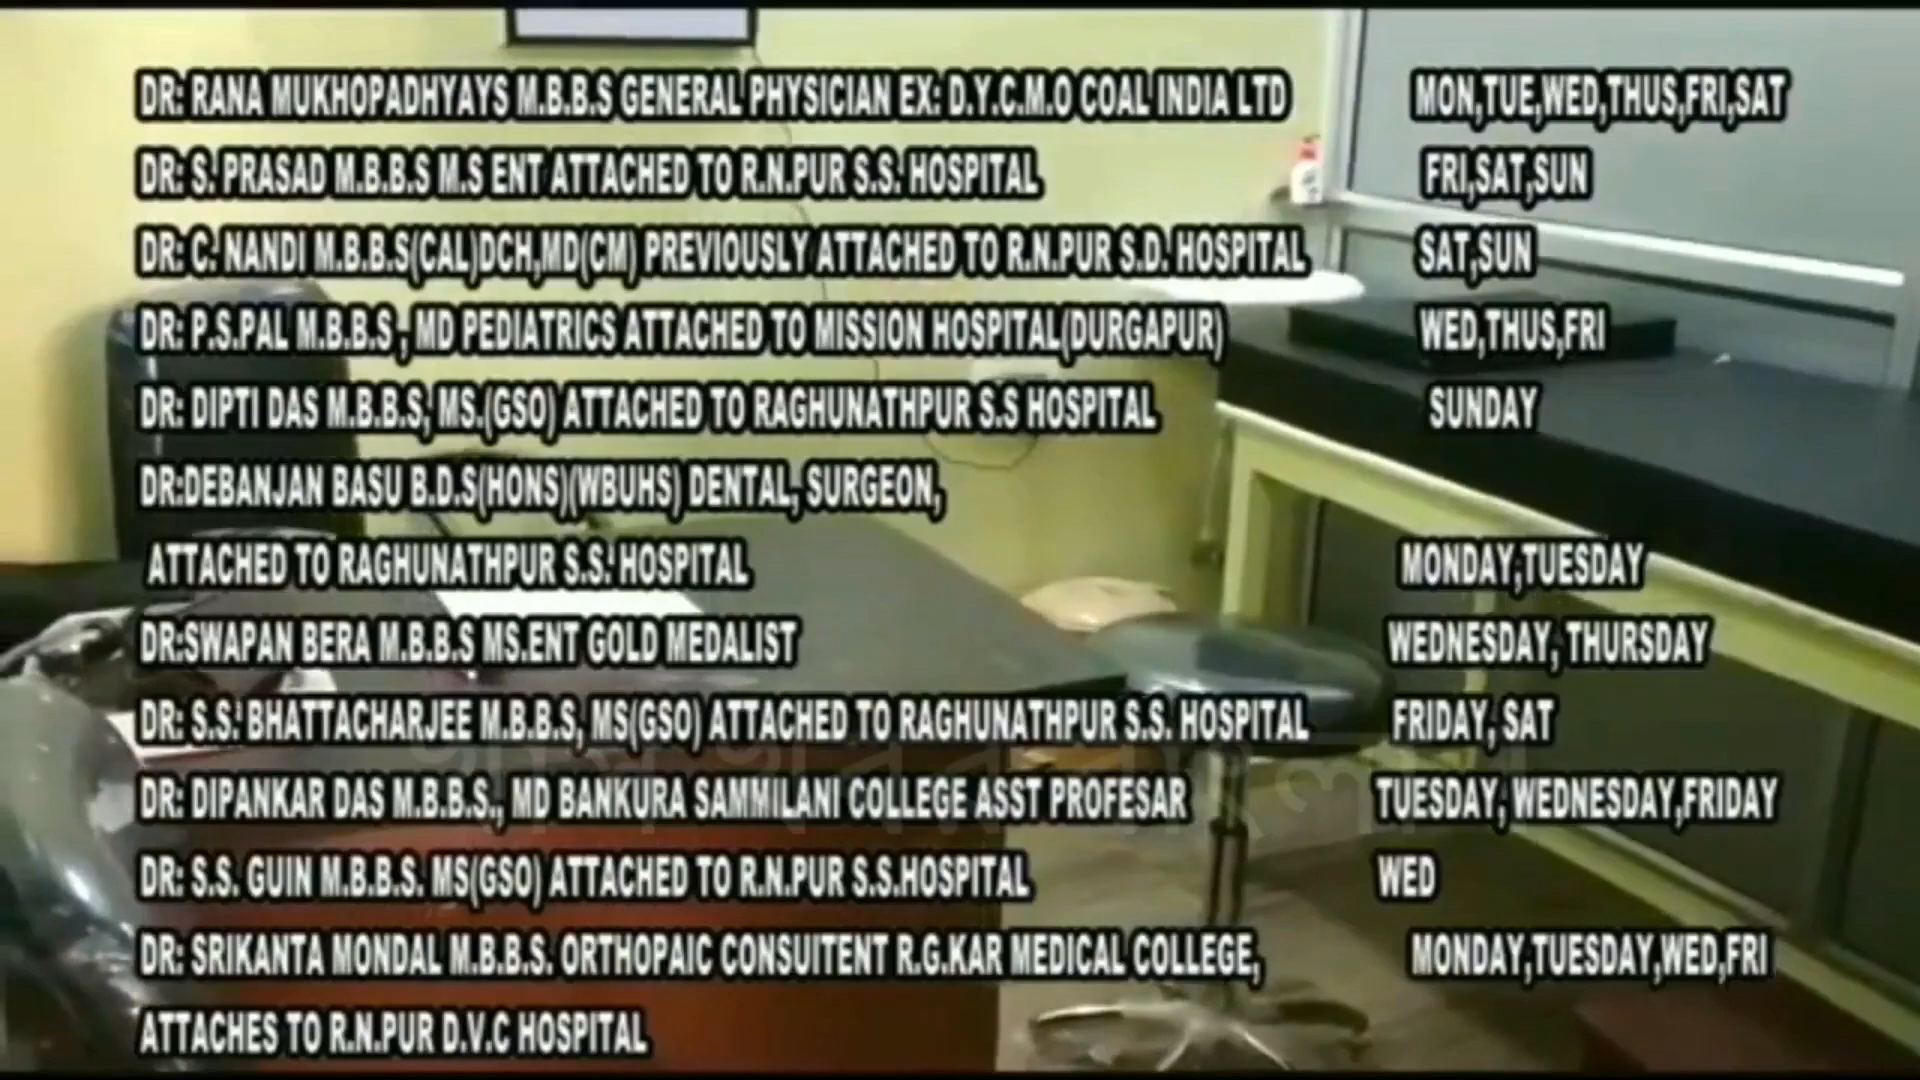 DR: RANA MUKHOPADHYAYS M.B.B.S GENERAL PHYSICIAN EX: D.Y.C.M.O COAL INDIA LTD MON,TUE,WED,THUS,FRI,SAT
DR: S. PRASAD M.B.B.S M.S ENT ATTACHED TO R.N.PUR S.S. HOSPITAL FRI,SAT,SUN
DR: C. NANDI M.B.B.S(CAL)DCH,MD(CM) PREVIOUSLY ATTACHED TO R.N.PUR S.D. HOSPITAL SAT,SUN
DR: P.S.PAL M.B.B.S , MD PEDIATRICS ATTACHED TO MISSION HOSPITAL(DURGAPUR) WED,THUS,FRI
DR: DIPTI DAS M.B.B.S, MS.(GSO) ATTACHED TO RAGHUNATHPUR S.S HOSPITAL SUNDAY
DR:DEBANJAN BASU B.D.S(HONS)(WBUHS) DENTAL, SURGEON,
ATTACHED TO RAGHUNATHPUR S.S. HOSPITAL MONDAY,TUESDAY
DR:SWAPAN BERA M.B.B.S MS.ENT GOLD MEDALIST WEDNESDAY, THURSDAY
DR: S.S. BHATTACHARJEE M.B.B.S, MS(GSO) ATTACHED TO RAGHUNATHPUR S.S. HOSPITAL FRIDAY, SAT
DR: DIPANKAR DAS M.B.B.S., MD BANKURA SAMMILANI COLLEGE ASST PROFESAR TUESDAY, WEDNESDAY,FRIDAY
DR: S.S. GUIN M.B.B.S. MS(GSO) ATTACHED TO R.N.PUR S.S.HOSPITAL WED
DR: SRIKANTA MONDAL M.B.B.S. ORTHOPAIC CONSUITENT R.G.KAR MEDICAL COLLEGE, MONDAY,TUESDAY,WED,FRI
ATTACHES TO R.N.PUR D.V.C HOSPITAL